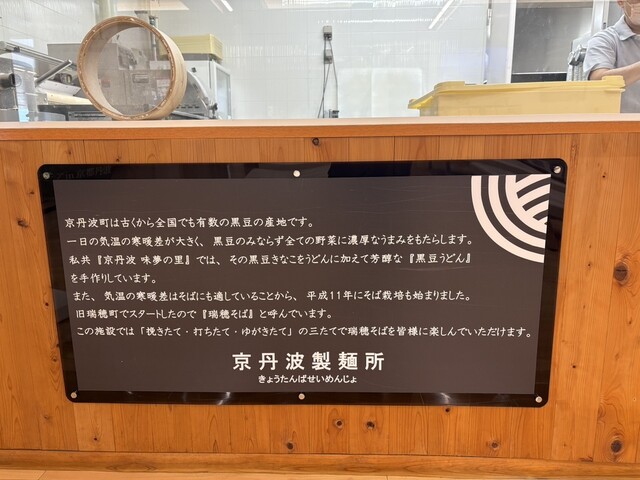 京丹波町は古くから全国でも有数の黒豆の産地です。
一日の気温の寒暖差が大きく、黒豆のみならず全ての野菜に濃厚なうまみをもたらします。
私共『京丹波 味夢の里』では、その黒豆きなこをうどんに加えて芳醇な『黒豆うどん』
を手作りしています。
また、気温の寒暖差はそばにも適していることから、平成11年にそば栽培も始まりました。
旧瑞穂町でスタートしたので『瑞穂そば』と呼んでいます。
この施設では「挽きたて・打ちたて・ゆがきたて」の三たてで瑞穂そばを皆様に楽しんでいただけます。
京丹波製麺所
きょうたんばせいめんじょ